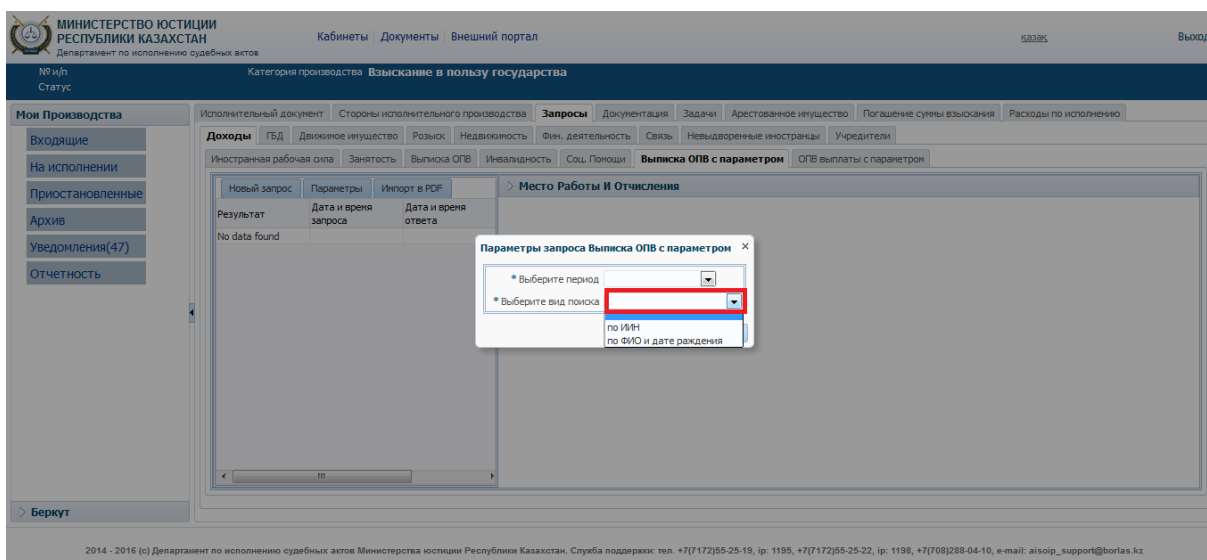 МИНИСТЕРСТВО ЮСТИЦИИ
РЕСПУБЛИКИ КАЗАХСТАН
Департамент по исполнению судебных актов
Кабинеты Документы Внешний портал
казақ
Выход
№ и/п
Категория производства Взыскание в пользу государства
Статус
Мои Производства
Входящие
На исполнении
Приостановленные
Архив
Уведомления(47)
Отчетность
Беркут
Исполнительный документ Стороны исполнительного производства Запросы Документация Задачи Арестованное имущество Погашение суммы взыскания Расходы по исполнению
Доходы ГБД Движимое имущество Розыск Недвижимость Фин. деятельность Связь Невыдворенные иностранцы Учредители
Иностранная рабочая сила Занятость Выписка ОПВ Инвалидность Соц. Помощи Выписка ОПВ с параметром ОПВ выплаты с параметром
Новый запрос Параметры Импорт в PDF
Результат Дата и время запроса Дата и время ответа
No data found
Место Работы И Отчисления
Параметры запроса Выписка ОПВ с параметром ×
* Выберите период
* Выберите вид поиска
по ИИН
по ФИО и дате раждения
2014 - 2016 (c) Департамент по исполнению судебных актов Министерства юстиции Республики Казахстан. Служба поддержки: тел. +7(7172)55-25-19, ip: 1195, +7(7172)55-25-22, ip: 1198, +7(708)288-04-10, e-mail: aisoip_support@borlas.kz